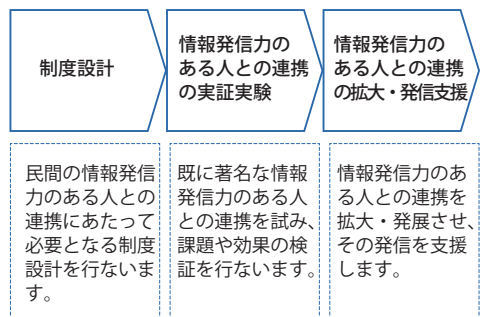 制度設計
情報発信力の
ある人との連携
の実証実験
情報発信力の
ある人との連携
の拡大・発信支援
民間の情報発信
力のある人との
連携にあたって
必要となる制度
設計を行ないま
す。
既に著名な情報
発信力のある人
との連携を試み、
課題や効果の検
証を行ないます。
情報発信力のあ
る人との連携を
拡大・発展させ、
その発信を支援
します。